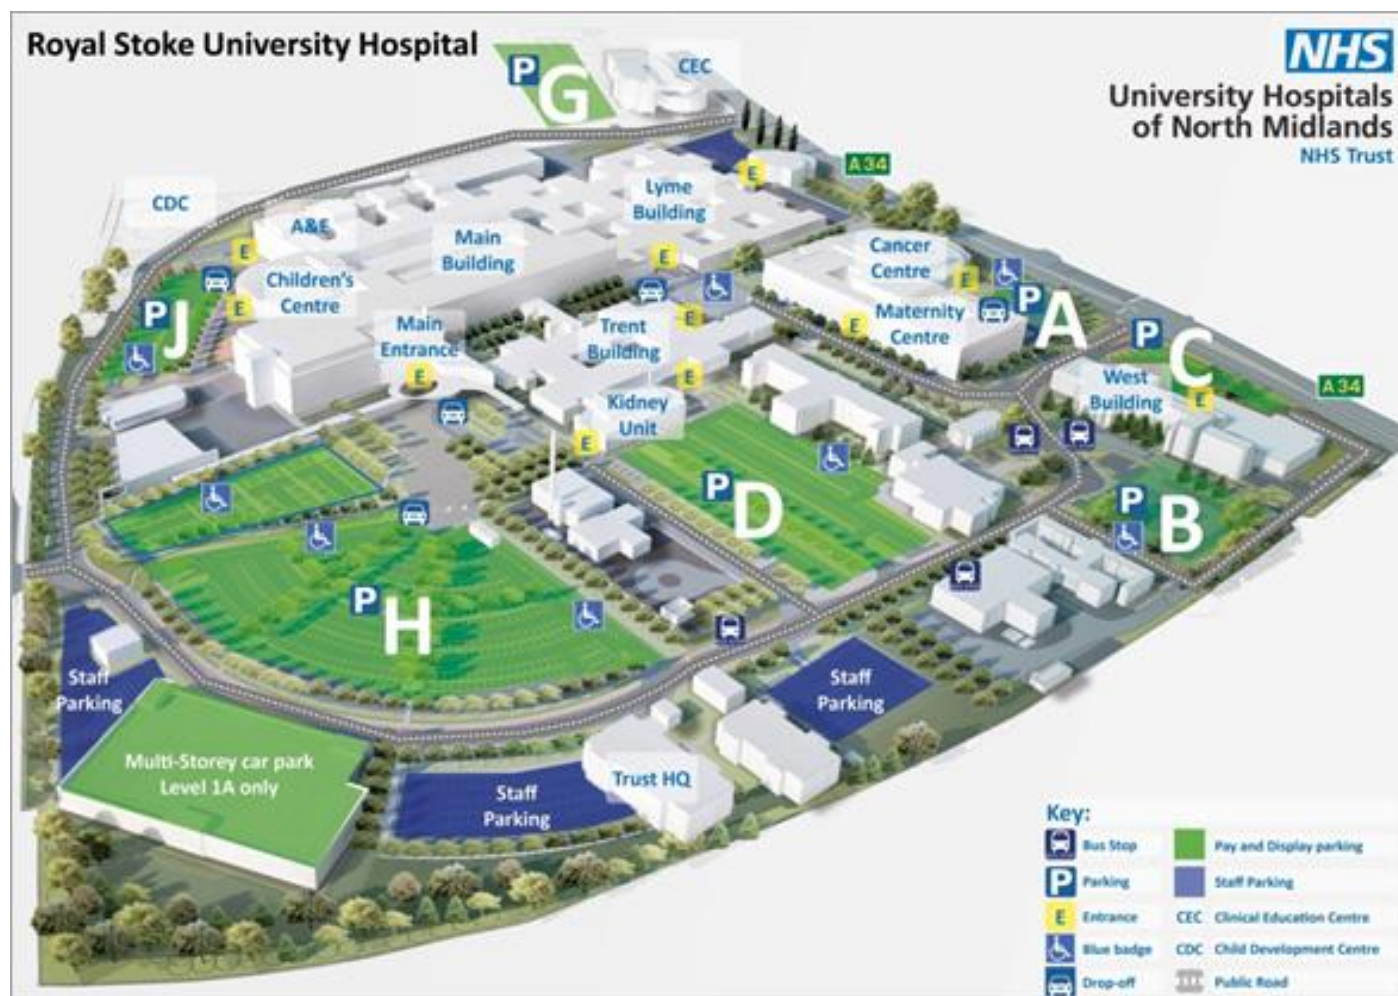 Royal Stoke University Hospital
NHS
University Hospitals
of North Midlands
NHS Trust
P
G
CEC
A 34
E
CDC
Lyme
Building
A&E
Main
Building
Cancer
Centre
E
E
E
Children's
Centre
P
J
E
Maternity
Centre
P
A
E
Main
Entrance
Trent
Building
E
P
C
E
E
West
Building
E
A 34
Kidney
Unit
E
P
D
P
B
P
H
Staff
Parking
Staff
Parking
Multi-Storey car park
Level 1A only
Staff
Parking
Trust HQ
Key:
Bus Stop
Pay and Display parking
P
Parking
Staff Parking
E
Entrance
CEC
Clinical Education Centre
Blue badge
CDC
Child Development Centre
Drop-off
Public Road